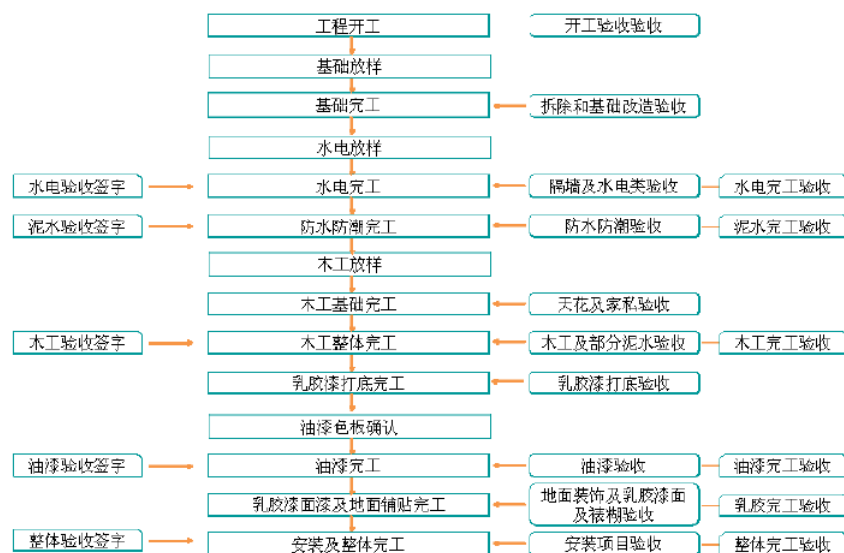 工程开工
开工验收验收
基础放样
基础完工
拆除和基础改造验收
水电放样
水电验收签字
水电完工
隔墙及水电类验收
水电完工验收
泥水验收签字
防水防潮完工
防水防潮验收
泥水完工验收
木工放样
木工基础完工
天花及家私验收
木工验收签字
木工整体完工
木工及部分泥水验收
木工完工验收
乳胶漆打底完工
乳胶漆打底验收
油漆色板确认
油漆验收签字
油漆完工
油漆验收
油漆完工验收
乳胶漆面漆及地面铺贴完工
地面装饰及乳胶漆面
及裱糊验收
乳胶完工验收
整体验收签字
安装及整体完工
安装项目验收
整体完工验收